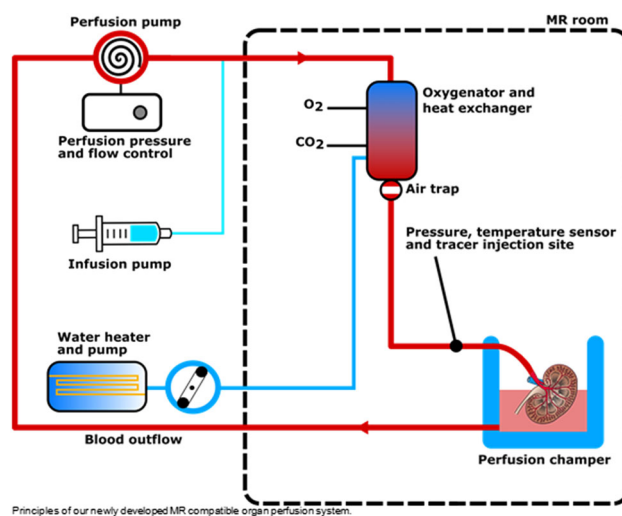 Perfusion pump
MR room
Oxygenator and
heat exchanger
O2
CO2
Perfusion pressure
and flow control
Air trap
Pressure, temperature sensor
and tracer injection site
Infusion pump
Water heater
and pump
Blood outflow
Perfusion champer
Principles of our newly developed MR compatible organ perfusion system.